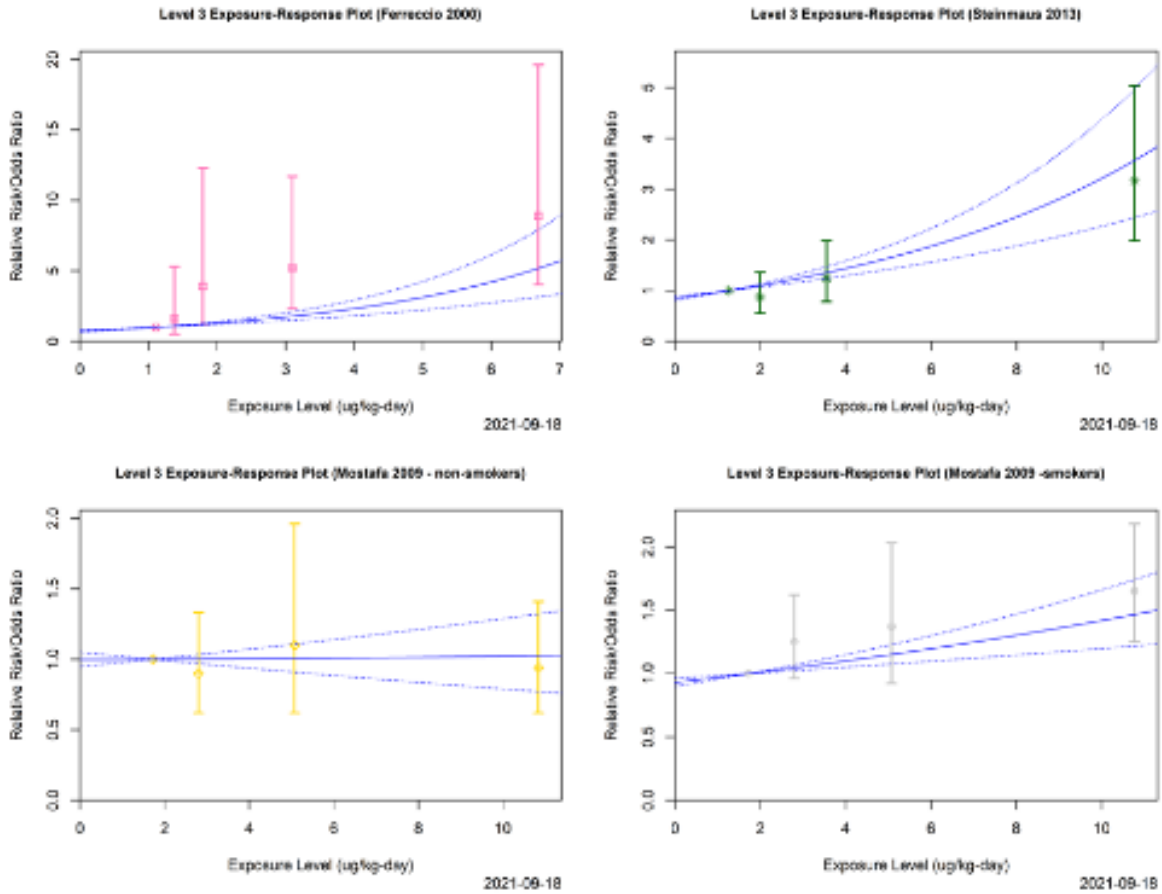 Level 3 Exposure-Response Plot (Ferreccio 2000)
Relative Risk/Odds Ratio
20
15
10
5
0
0 1 2 3 4 5 6 7
Exposure Level (ug/kg-day)
2021-09-18
Level 3 Exposure-Response Plot (Steinmaus 2013)
Relative Risk/Odds Ratio
5
4
3
2
1
0
0 2 4 6 8 10
Exposure Level (ug/kg-day)
2021-09-18
Level 3 Exposure-Response Plot (Mostafa 2009 - non-smokers)
Relative Risk/Odds Ratio
2.0
1.5
1.0
0.5
0.0
0 2 4 6 8 10
Exposure Level (ug/kg-day)
2021-09-18
Level 3 Exposure-Response Plot (Mostafa 2009 -smokers)
Relative Risk/Odds Ratio
2.0
1.5
1.0
0.5
0.0
0 2 4 6 8 10
Exposure Level (ug/kg-day)
2021-09-18